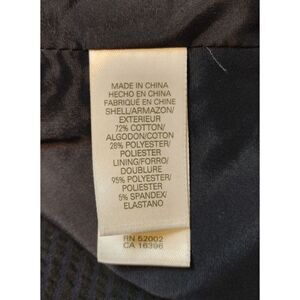 MADE IN CHINA
HECHO EN CHINA
FABRIQUÉ EN CHINE
SHELL/ARMAZON/
EXTERIEUR
72% COTTON/
ALGODON/COTON
28% POLYESTER/
POLIESTER
LINING/FORRO/
DOUBLURE
95% POLYESTER/
POLIESTER
5% SPANDEX/
ELASTANO
RN 52002
CA 16396